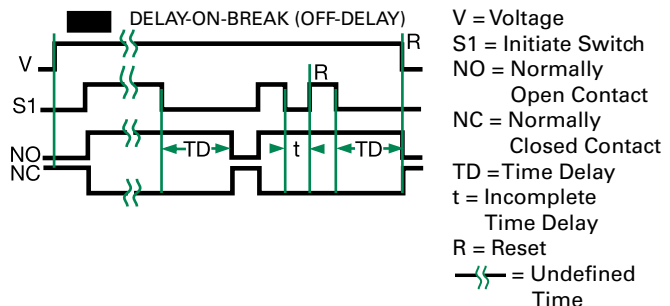 DELAY-ON-BREAK (OFF-DELAY)
R
V
R
S1
TD
t
TD
NO
NC
V = Voltage
S1 = Initiate Switch
NO = Normally
Open Contact
NC = Normally
Closed Contact
TD = Time Delay
t = Incomplete
Time Delay
R = Reset
= Undefined
Time